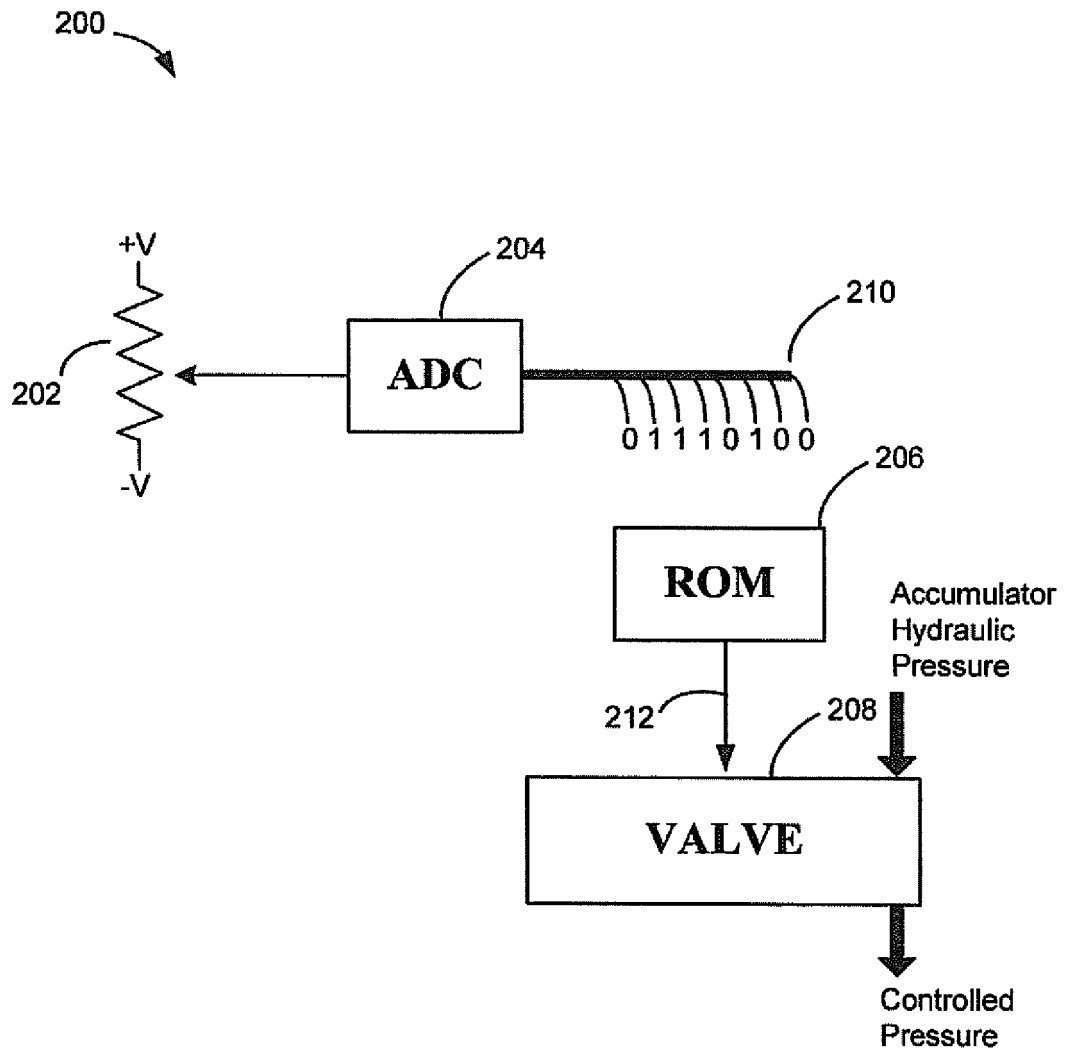 200
+V
204
210
ADC
202
-V
0 1 1 1 0 1 0 0
206
ROM
Accumulator
Hydraulic
Pressure
212
208
VALVE
Controlled
Pressure